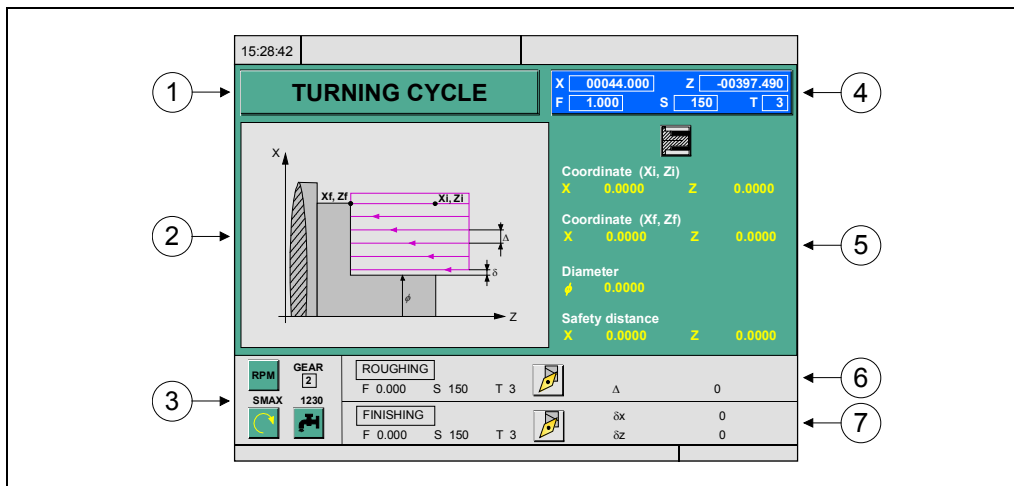 15:28:42
1
TURNING CYCLE
X 00044.000 Z -00397.490
F 1.000 S 150 T 3
4
2
X
Xf, Zf
Xi, Zi
Δ
δ
ϕ
Z
Coordinate (Xi, Zi)
X 0.0000 Z 0.0000
Coordinate (Xf, Zf)
X 0.0000 Z 0.0000
Diameter
ϕ 0.0000
Safety distance
X 0.0000 Z 0.0000
5
3
RPM
GEAR
2
SMAX 1230
ROUGHING
F 0.000 S 150 T 3
Δ 0
6
FINISHING
F 0.000 S 150 T 3
δx 0
δz 0
7